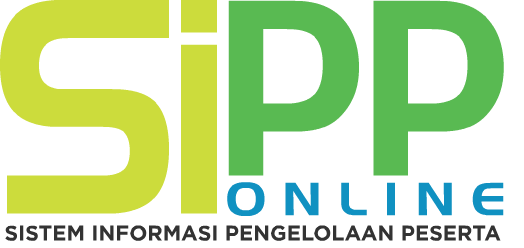 SiPP
ONLINE
SISTEM INFORMASI PENGELOLAAN PESERTA